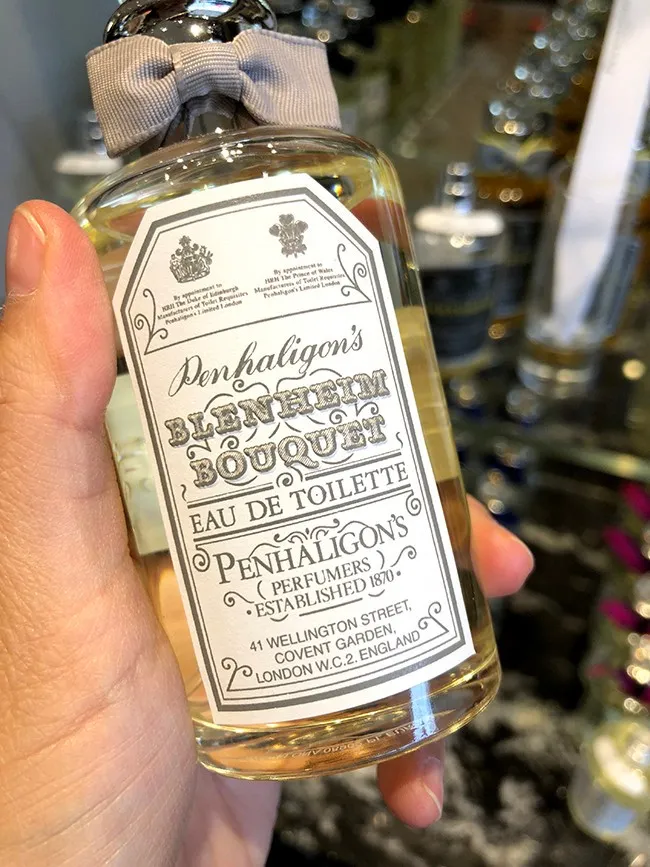 By appointment to
HRH The Duke of Edinburgh
Manufacturers of Toilet Requisites
Penhaligon's Limited London
By appointment to
HRH The Prince of Wales
Manufacturers of Toilet Requisites
Penhaligon's Limited London
Penhaligon's
BLENHEIM
BOUQUET
EAU DE TOILETTE
PENHALIGON'S
(PERFUMERS)
·ESTABLISHED 1870·
41 WELLINGTON STREET,
COVENT GARDEN,
LONDON W.C.2. ENGLAND